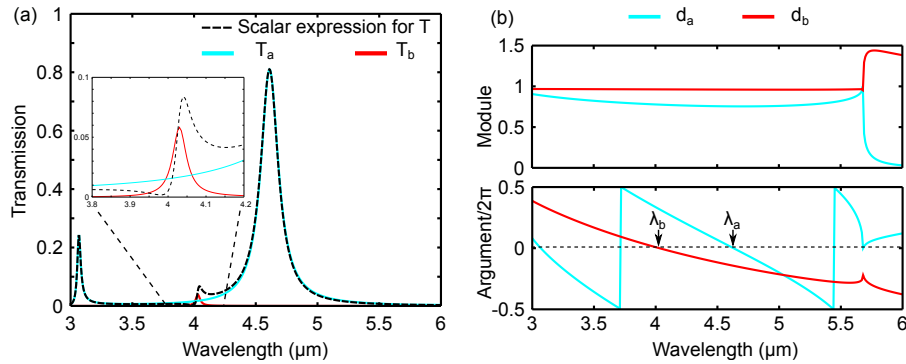 (a)
Scalar expression for T
T_a
T_b
1
0.8
0.6
0.4
0.2
0
Transmission
0.1
0.05
0
3.8
3.9
4
4.1
4.2
3
3.5
4
4.5
5
5.5
6
Wavelength (µm)
(b)
d_a
d_b
1.5
1
0.5
0
Module
0.5
0
-0.5
Argument/2π
λ_b
λ_a
3
3.5
4
4.5
5
5.5
6
Wavelength (µm)